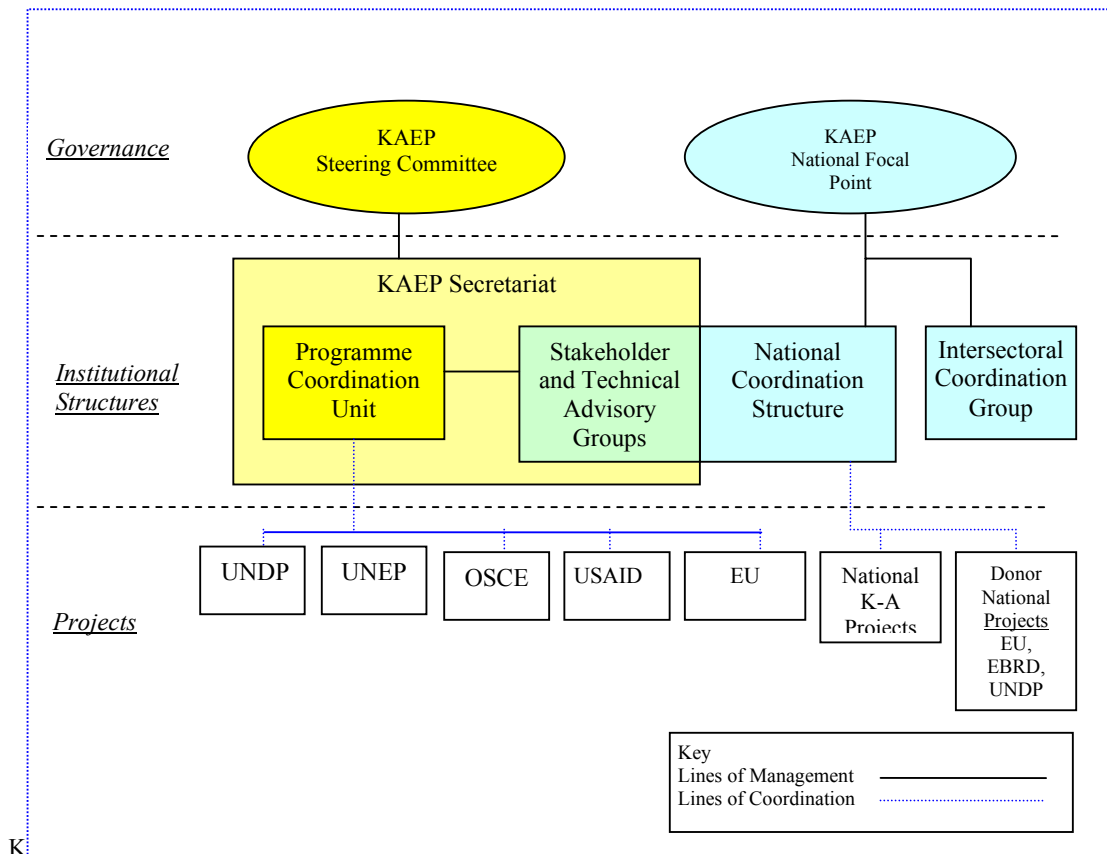 Governance
KAEP
Steering Committee
KAEP
National Focal
Point
Institutional
Structures
KAEP Secretariat
Programme
Coordination
Unit
Stakeholder
and Technical
Advisory
Groups
National
Coordination
Structure
Intersectoral
Coordination
Group
Projects
UNDP
UNEP
OSCE
USAID
EU
National
K-A
Projects
Donor
National
Projects
EU,
EBRD,
UNDP
Key
Lines of Management
Lines of Coordination
K